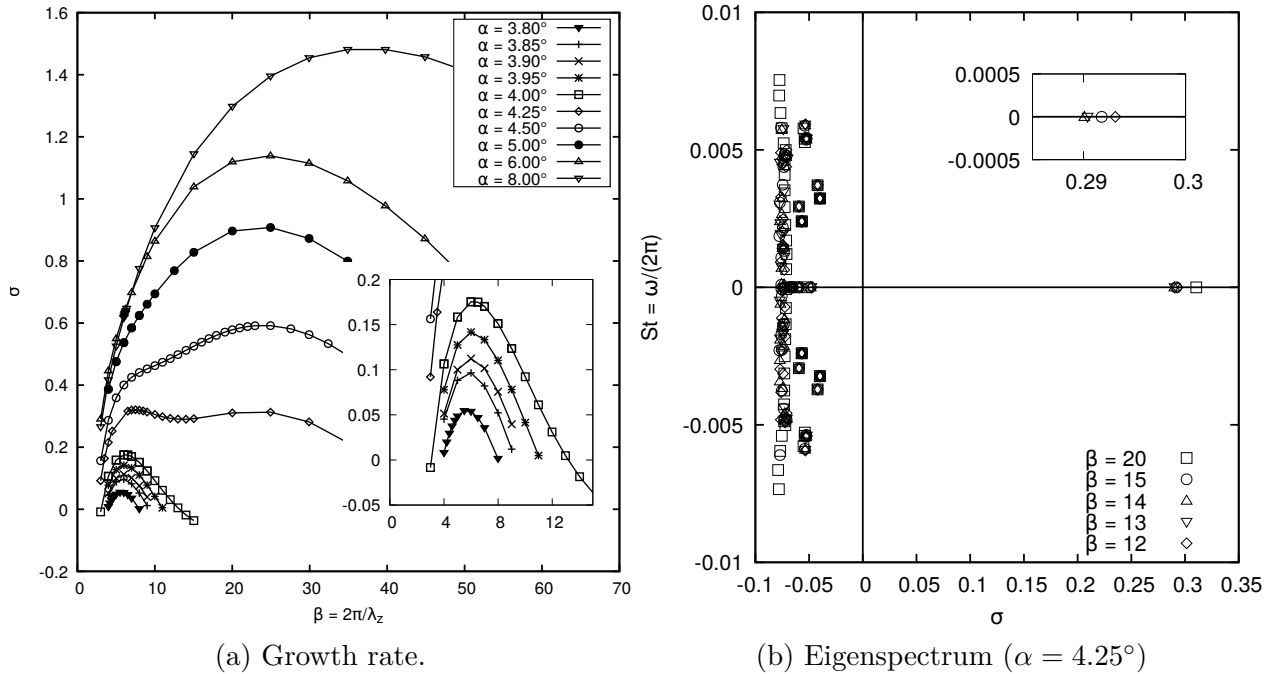 1.6
1.4
1.2
1
0.8
0.6
0.4
0.2
0
-0.2
σ
0 10 20 30 40 50 60 70
β = 2π/λz
α = 3.80°
α = 3.85°
α = 3.90°
α = 3.95°
α = 4.00°
α = 4.25°
α = 4.50°
α = 5.00°
α = 6.00°
α = 8.00°
0.2
0.15
0.1
0.05
0
-0.05
0 4 8 12
(a) Growth rate.
0.01
0.005
0
-0.005
-0.01
St = ω/(2π)
-0.1 -0.05 0 0.05 0.1 0.15 0.2 0.25 0.3 0.35
σ
0.0005
0
-0.0005
0.29 0.3
β = 20
β = 15
β = 14
β = 13
β = 12
(b) Eigenspectrum (α = 4.25°)